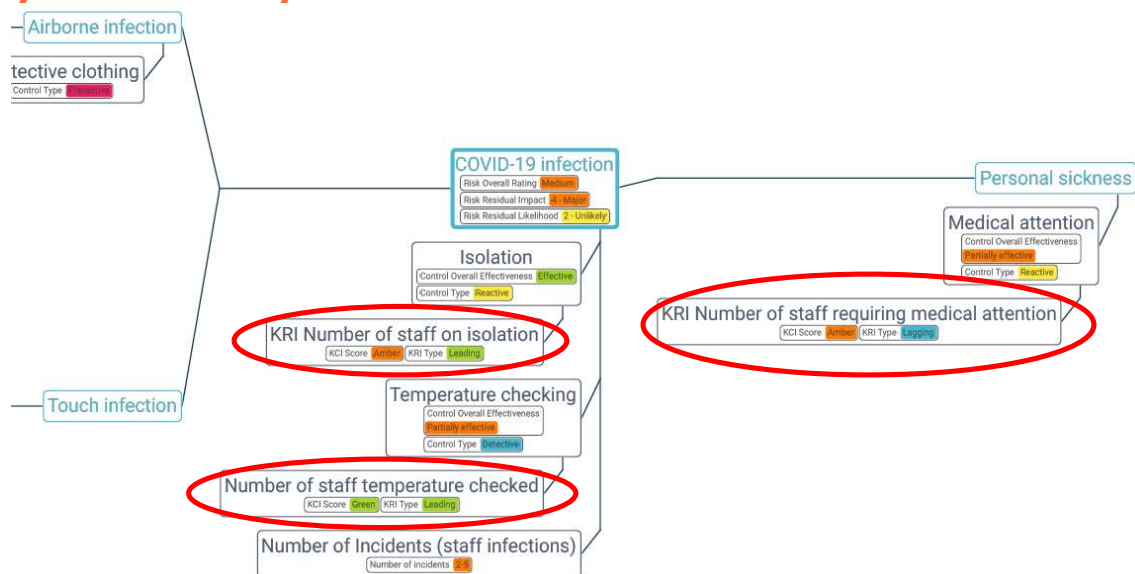 Airborne infection
tective clothing
Control Type Preventive
COVID-19 infection
Risk Overall Rating Medium
Risk Residual Impact 4 - Major
Risk Residual Likelihood 2 - Unlikely
Personal sickness
Medical attention
Control Overall Effectiveness
Partially effective
Control Type Reactive
Isolation
Control Overall Effectiveness Effective
Control Type Reactive
KRI Number of staff requiring medical attention
KCI Score Amber KRI Type Lagging
KRI Number of staff on isolation
KCI Score Amber KRI Type Leading
Temperature checking
Control Overall Effectiveness
Partially effective
Control Type Detective
Touch infection
Number of staff temperature checked
KCI Score Green KRI Type Leading
Number of Incidents (staff infections)
Number of incidents 2-5